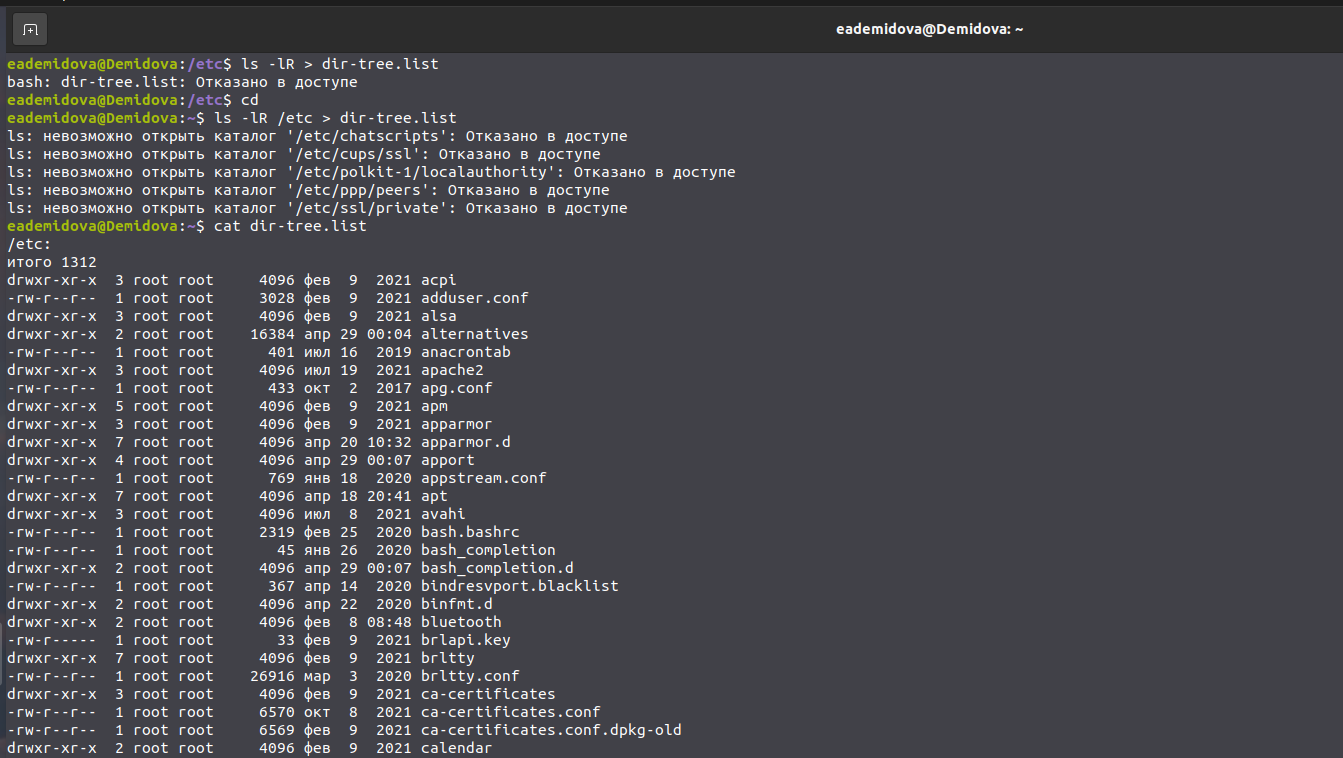 eademidova@Demidova: ~
eademidova@Demidova:/etc$ ls -lR > dir-tree.list
bash: dir-tree.list: Отказано в доступе
eademidova@Demidova:/etc$ cd
eademidova@Demidova:~$ ls -lR /etc > dir-tree.list
ls: невозможно открыть каталог '/etc/chatscripts': Отказано в доступе
ls: невозможно открыть каталог '/etc/cups/ssl': Отказано в доступе
ls: невозможно открыть каталог '/etc/polkit-1/localauthority': Отказано в доступе
ls: невозможно открыть каталог '/etc/ppp/peers': Отказано в доступе
ls: невозможно открыть каталог '/etc/ssl/private': Отказано в доступе
eademidova@Demidova:~$ cat dir-tree.list
/etc:
итого 1312
drwxr-xr-x  3 root root     4096 фев  9  2021 acpi
-rw-r--r--  1 root root     3028 фев  9  2021 adduser.conf
drwxr-xr-x  3 root root     4096 фев  9  2021 alsa
drwxr-xr-x  2 root root    16384 апр 29 00:04 alternatives
-rw-r--r--  1 root root      401 июл 16  2019 anacrontab
drwxr-xr-x  3 root root     4096 июл 19  2021 apache2
-rw-r--r--  1 root root      433 окт  2  2017 apg.conf
drwxr-xr-x  5 root root     4096 фев  9  2021 apm
drwxr-xr-x  3 root root     4096 фев  9  2021 apparmor
drwxr-xr-x  7 root root     4096 апр 20 10:32 apparmor.d
drwxr-xr-x  4 root root     4096 апр 29 00:07 apport
-rw-r--r--  1 root root      769 янв 18  2020 appstream.conf
drwxr-xr-x  7 root root     4096 апр 18 20:41 apt
drwxr-xr-x  3 root root     4096 июл  8  2021 avahi
-rw-r--r--  1 root root     2319 фев 25  2020 bash.bashrc
-rw-r--r--  1 root root       45 янв 26  2020 bash_completion
drwxr-xr-x  2 root root     4096 апр 29 00:07 bash_completion.d
-rw-r--r--  1 root root      367 апр 14  2020 bindresvport.blacklist
drwxr-xr-x  2 root root     4096 апр 22  2020 binfmt.d
drwxr-xr-x  2 root root     4096 фев  8 08:48 bluetooth
-rw-r-----  1 root root       33 фев  9  2021 brlapi.key
drwxr-xr-x  7 root root     4096 фев  9  2021 brltty
-rw-r--r--  1 root root    26916 мар  3  2020 brltty.conf
drwxr-xr-x  3 root root     4096 фев  9  2021 ca-certificates
-rw-r--r--  1 root root     6570 окт  8  2021 ca-certificates.conf
-rw-r--r--  1 root root     6569 фев  9  2021 ca-certificates.conf.dpkg-old
drwxr-xr-x  2 root root     4096 фев  9  2021 calendar